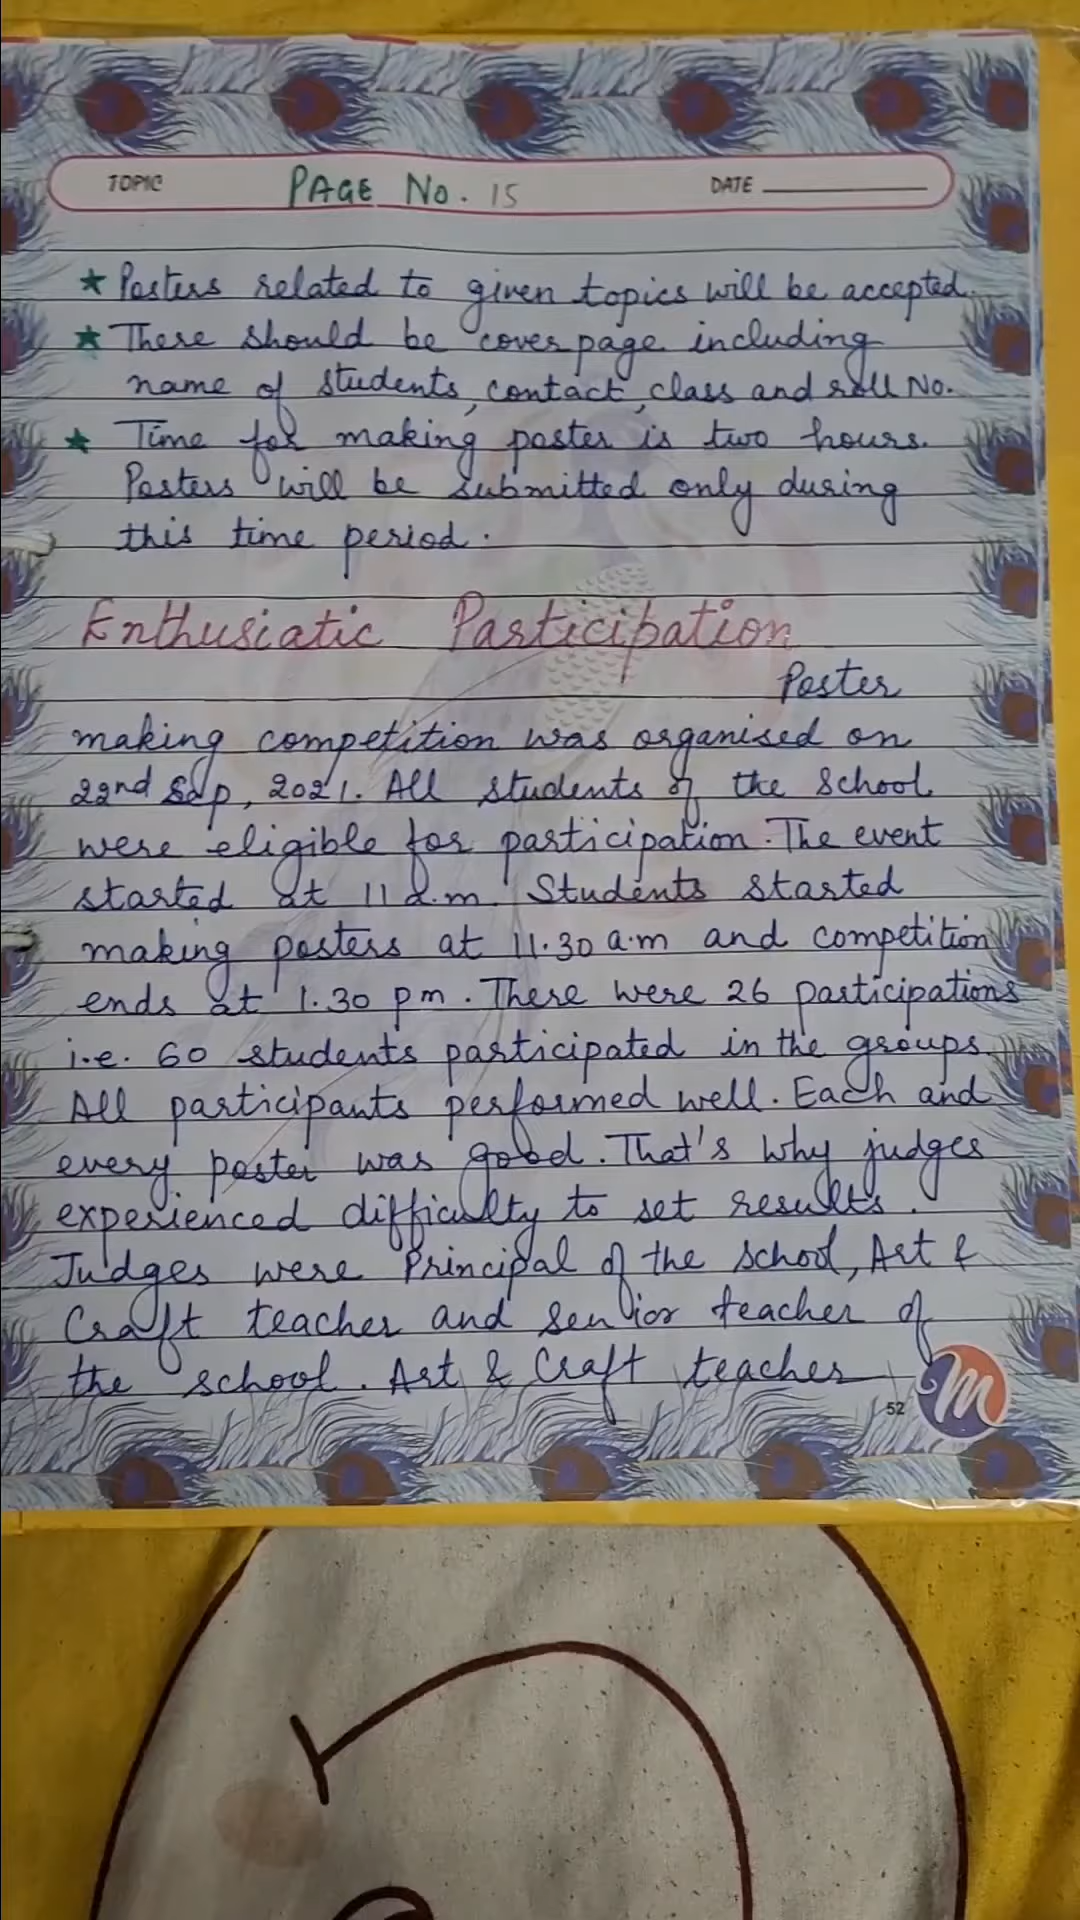 TOPIC PAGE No. 15 DATE
★ Posters related to given topics will be accepted.
★ There should be cover page including
name of students, contact, class and roll No.
★ Time for making poster is two hours.
Posters will be submitted only during
this time period.
Enthusiatic Participation
Poster
making competition was organised on
22nd Sep, 2021. All students of the School
were eligible for participation. The event
started at 11 a.m. Students started
making posters at 11.30 a.m and competition
ends at 1.30 pm. There were 26 participations
i.e. 60 students participated in the groups.
All participants performed well. Each and
every poster was good. That's why judges
experienced difficulty to set results.
Judges were Principal of the school, Art &
Craft teacher and senior teacher of
the school. Art & Craft teacher
52
m